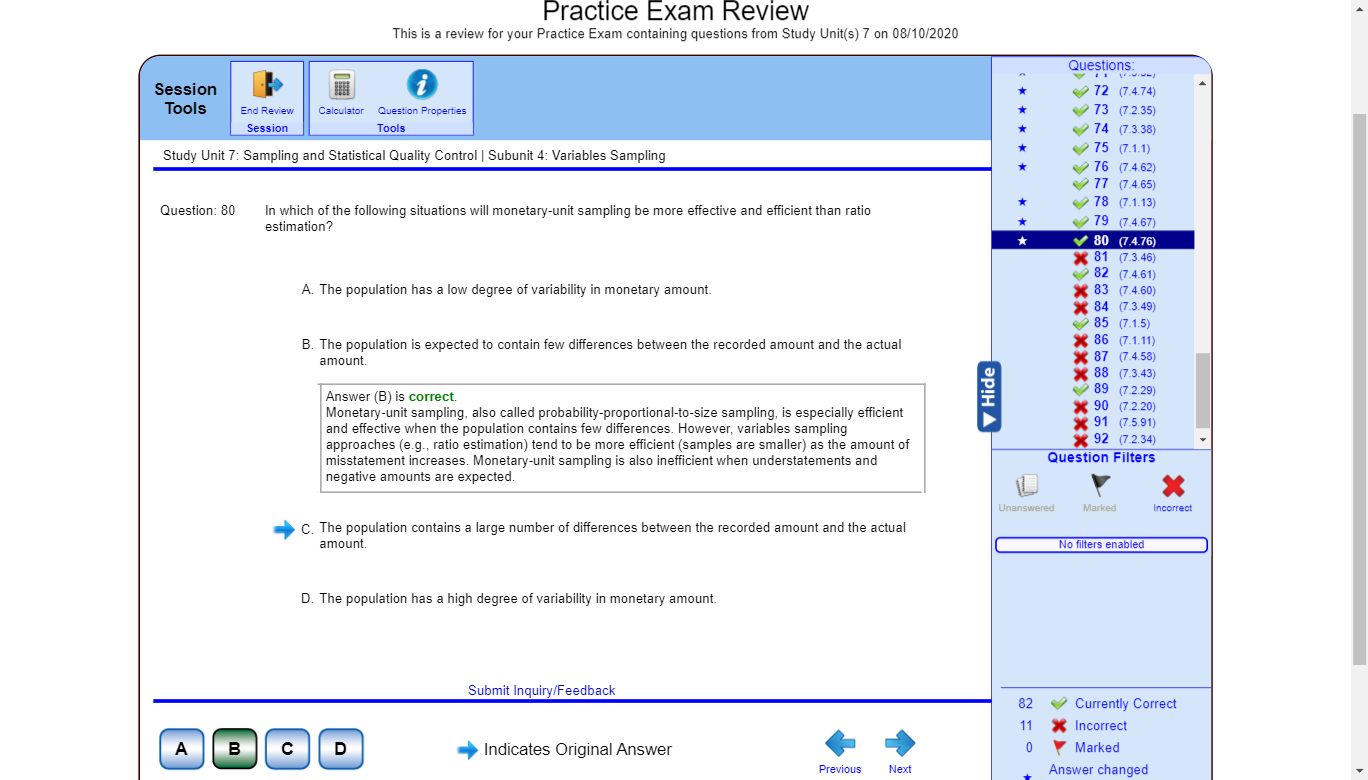 Practice Exam Review
This is a review for your Practice Exam containing questions from Study Unit(s) 7 on 08/10/2020
Session
Tools
End Review
Session
Calculator
Question Properties
Tools
Study Unit 7: Sampling and Statistical Quality Control | Subunit 4: Variables Sampling
Question: 80
In which of the following situations will monetary-unit sampling be more effective and efficient than ratio
estimation?
A. The population has a low degree of variability in monetary amount.
B. The population is expected to contain few differences between the recorded amount and the actual
amount.
Answer (B) is correct.
Monetary-unit sampling, also called probability-proportional-to-size sampling, is especially efficient
and effective when the population contains few differences. However, variables sampling
approaches (e.g., ratio estimation) tend to be more efficient (samples are smaller) as the amount of
misstatement increases. Monetary-unit sampling is also inefficient when understatements and
negative amounts are expected.
C. The population contains a large number of differences between the recorded amount and the actual
amount.
D. The population has a high degree of variability in monetary amount.
Submit Inquiry/Feedback
A
B
C
D
Indicates Original Answer
Previous
Next
Hide
Questions:
72 (7.4.74)
73 (7.2.35)
74 (7.3.38)
75 (7.1.1)
76 (7.4.62)
77 (7.4.65)
78 (7.1.13)
79 (7.4.67)
80 (7.4.76)
81 (7.3.46)
82 (7.4.61)
83 (7.4.60)
84 (7.3.49)
85 (7.1.5)
86 (7.1.11)
87 (7.4.58)
88 (7.3.43)
89 (7.2.29)
90 (7.2.20)
91 (7.5.91)
92 (7.2.34)
Question Filters
Unanswered
Marked
Incorrect
No filters enabled
82 Currently Correct
11 Incorrect
0 Marked
Answer changed